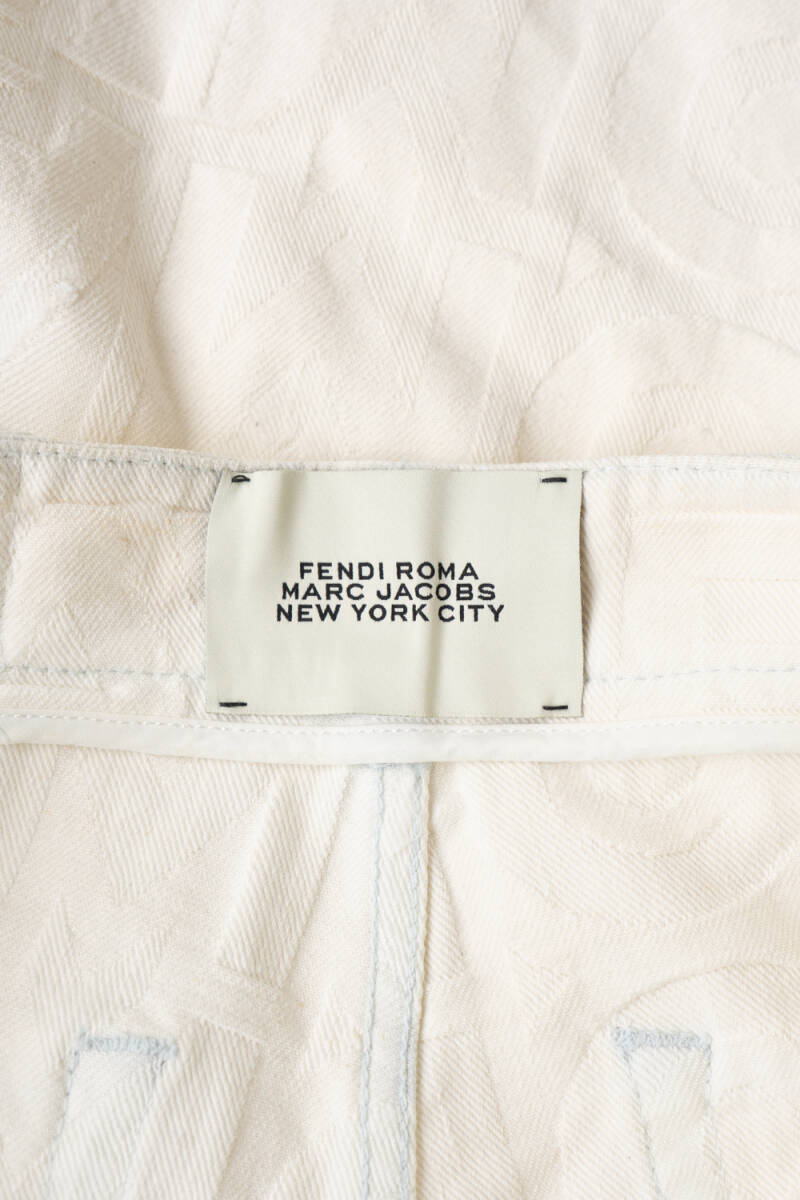 FENDI ROMA
MARC JACOBS
NEW YORK CITY